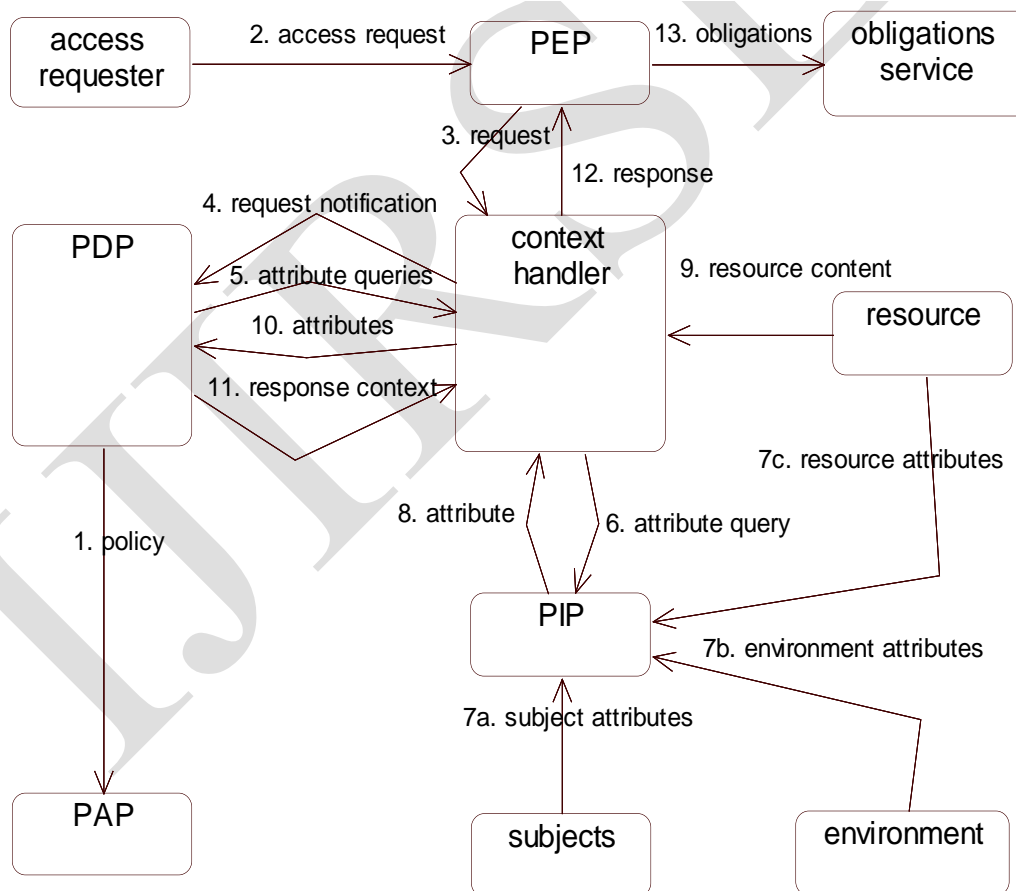 access
requester
2. access request
PEP
13. obligations
obligations
service
3. request
12. response
4. request notification
PDP
context
handler
5. attribute queries
9. resource content
10. attributes
resource
11. response context
7c. resource attributes
8. attribute
6. attribute query
1. policy
PIP
7b. environment attributes
7a. subject attributes
PAP
subjects
environment
IJRSI